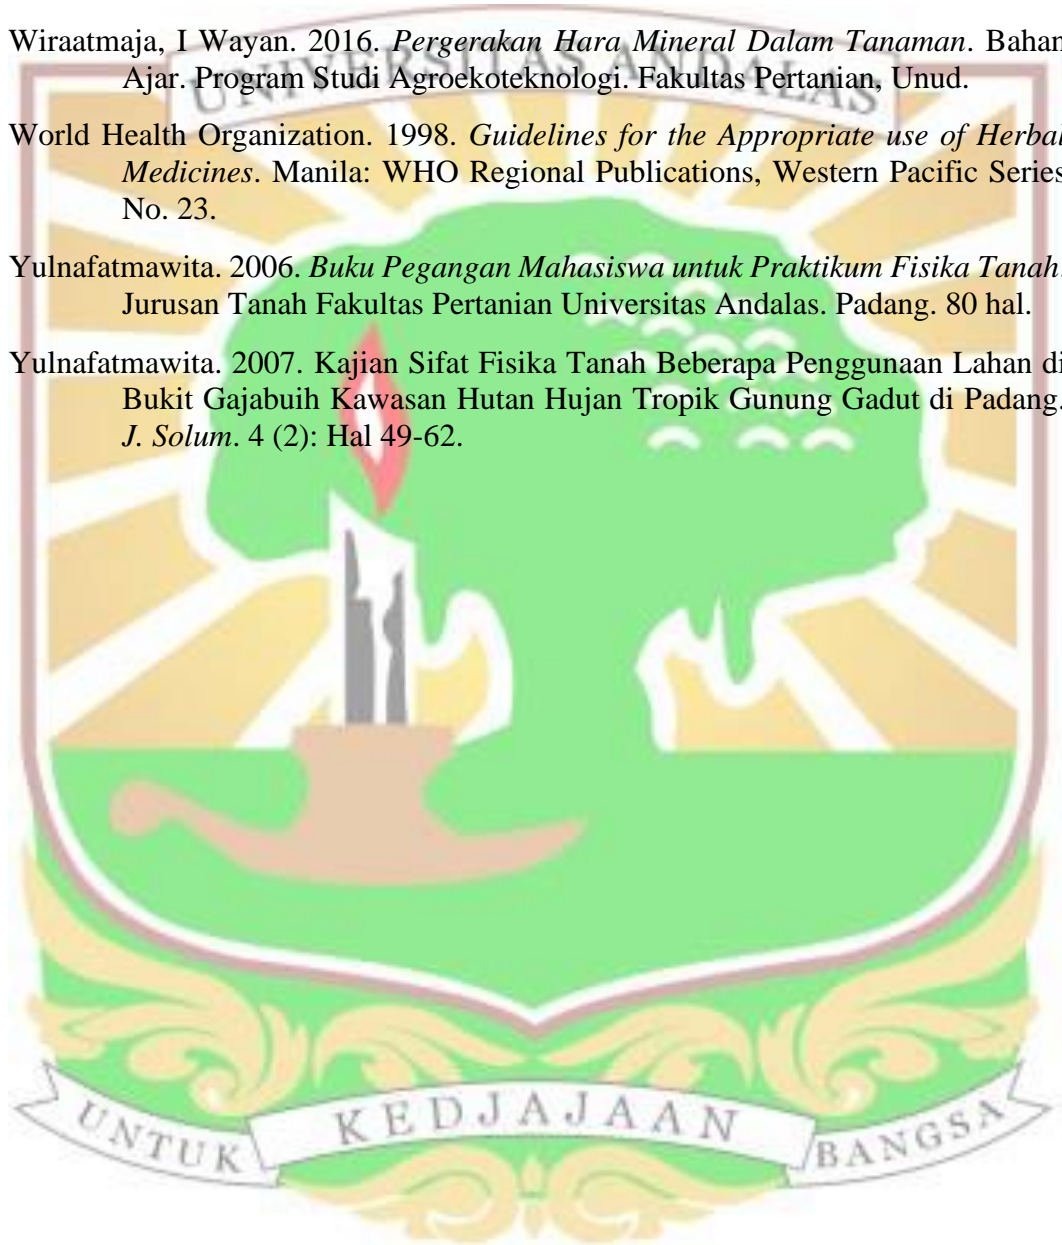 Wiraatmaja, I Wayan. 2016. Pergerakan Hara Mineral Dalam Tanaman. Bahan
Ajar. Program Studi Agroekoteknologi. Fakultas Pertanian, Unud.
UNIVERSITAS ANDALAS
World Health Organization. 1998. Guidelines for the Appropriate use of Herbal
Medicines. Manila: WHO Regional Publications, Western Pacific Series
No. 23.
Yulnafatmawita. 2006. Buku Pegangan Mahasiswa untuk Praktikum Fisika Tanah.
Jurusan Tanah Fakultas Pertanian Universitas Andalas. Padang. 80 hal.
Yulnafatmawita. 2007. Kajian Sifat Fisika Tanah Beberapa Penggunaan Lahan di
Bukit Gajabuih Kawasan Hutan Hujan Tropik Gunung Gadut di Padang.
J. Solum. 4 (2): Hal 49-62.
UNTUK KEDJAJAAN BANGSA